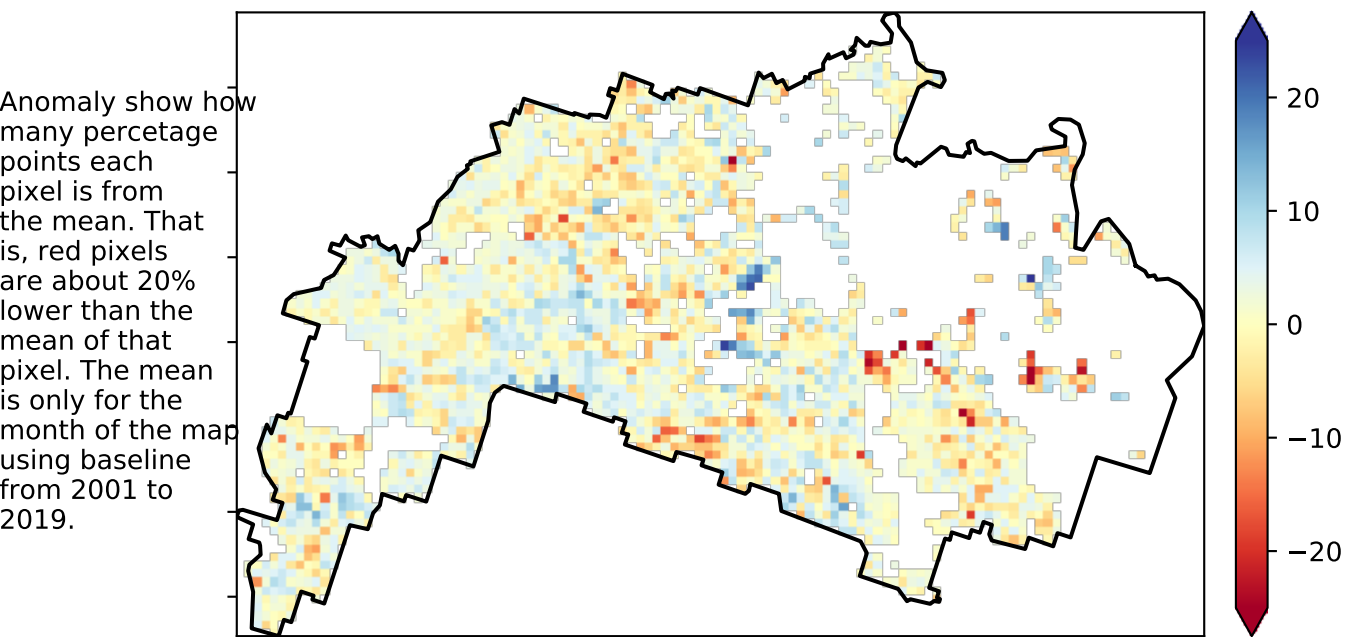 Anomaly show how
many percetage
points each
pixel is from
the mean. That
is, red pixels
are about 20%
lower than the
mean of that
pixel. The mean
is only for the
month of the map
using baseline
from 2001 to
2019.
20
10
0
−10
−20